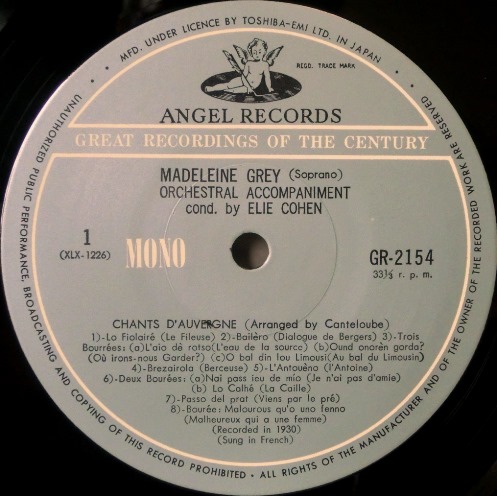 MFD. UNDER LICENCE BY TOSHIBA-EMI LTD. IN JAPAN
REGD. TRACE MARK
ANGEL RECORDS
GREAT RECORDINGS OF THE CENTURY
MADELEINE GREY (Soprano)
ORCHESTRAL ACCOMPANIMENT
cond. by ELIE COHEN
1
(XLX-1226)
MONO
GR-2154
33⅓ r. p. m.
CHANTS D'AUVERGNE (Arranged by Canteloube)
1)-Lo Fiolairé (Le Fileuse) 2)-Baïlèro (Dialogue de Bergers) 3)-Trois
Bourrées: (a)L'aïo dé rotso(L'eau de la source) (b)Ound onorèn gorda?
(Où irons-nous Garder?) (c)O bal din lou Limousi(Au bal du Limousin)
4)-Brezairola (Berceuse) 5)-L'Antouèno (l'Antoine)
6)-Deux Bourées: (a)Nai pass ieu de mio (Je n'ai pas d'amie)
(b) Lo Calhé (La Caille)
7)-Passo del prat (Viens par le pré)
8)-Bourée: Malourous qu'o uno fenno
(Malheureux qui a une femme)
(Recorded in 1930)
(Sung in French)
UNAUTHORIZED PUBLIC PERFORMANCE, BROADCASTING AND COPYING OF THIS RECORD PROHIBITED · ALL RIGHTS OF THE MANUFACTURER AND OF THE OWNER OF THE RECORDED WORK ARE RESERVED